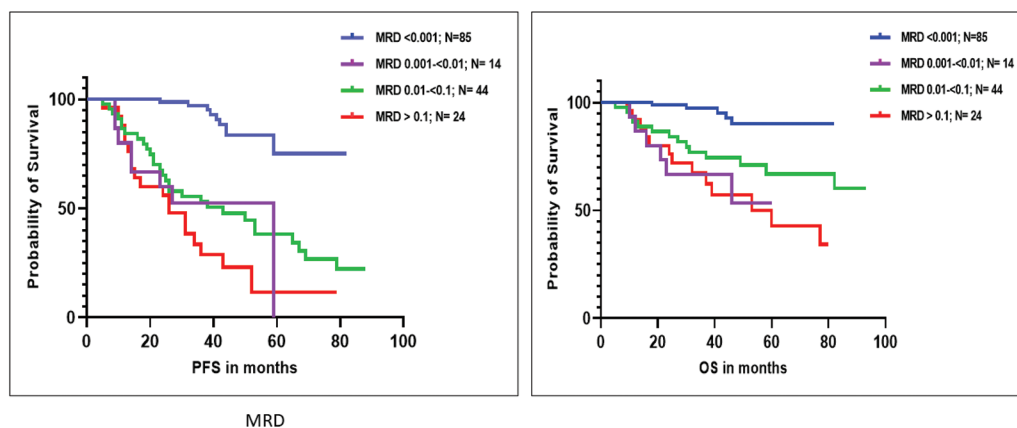 MRD <0.001; N=85
MRD 0.001-<0.01; N= 14
MRD 0.01-<0.1; N= 44
MRD > 0.1; N= 24
Probability of Survival
100
50
0
0 20 40 60 80 100
PFS in months
MRD <0.001; N=85
MRD 0.001-<0.01; N= 14
MRD 0.01-<0.1; N= 44
MRD > 0.1; N= 24
Probability of Survival
100
50
0
0 20 40 60 80 100
OS in months
MRD